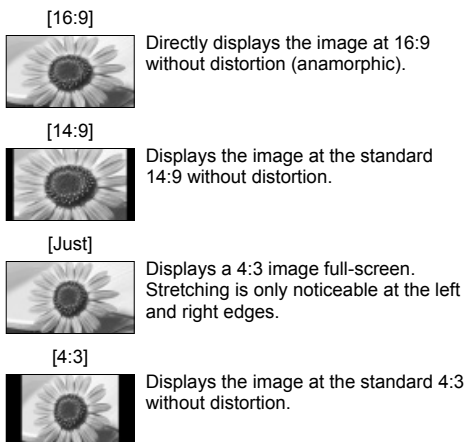 [16:9]
Directly displays the image at 16:9
without distortion (anamorphic).
[14:9]
Displays the image at the standard
14:9 without distortion.
[Just]
Displays a 4:3 image full-screen.
Stretching is only noticeable at the left
and right edges.
[4:3]
Displays the image at the standard 4:3
without distortion.